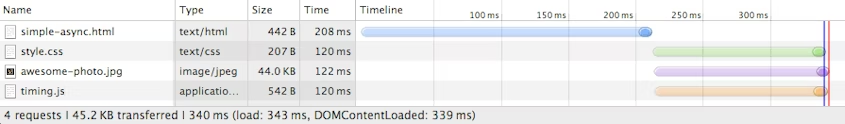 Name Type Size Time Timeline
100 ms 150 ms 200 ms 250 ms 300 ms
simple-async.html text/html 442 B 208 ms
style.css text/css 207 B 120 ms
awesome-photo.jpg image/jpeg 44.0 KB 122 ms
timing.js applicatio... 542 B 120 ms
4 requests | 45.2 KB transferred | 340 ms (load: 343 ms, DOMContentLoaded: 339 ms)